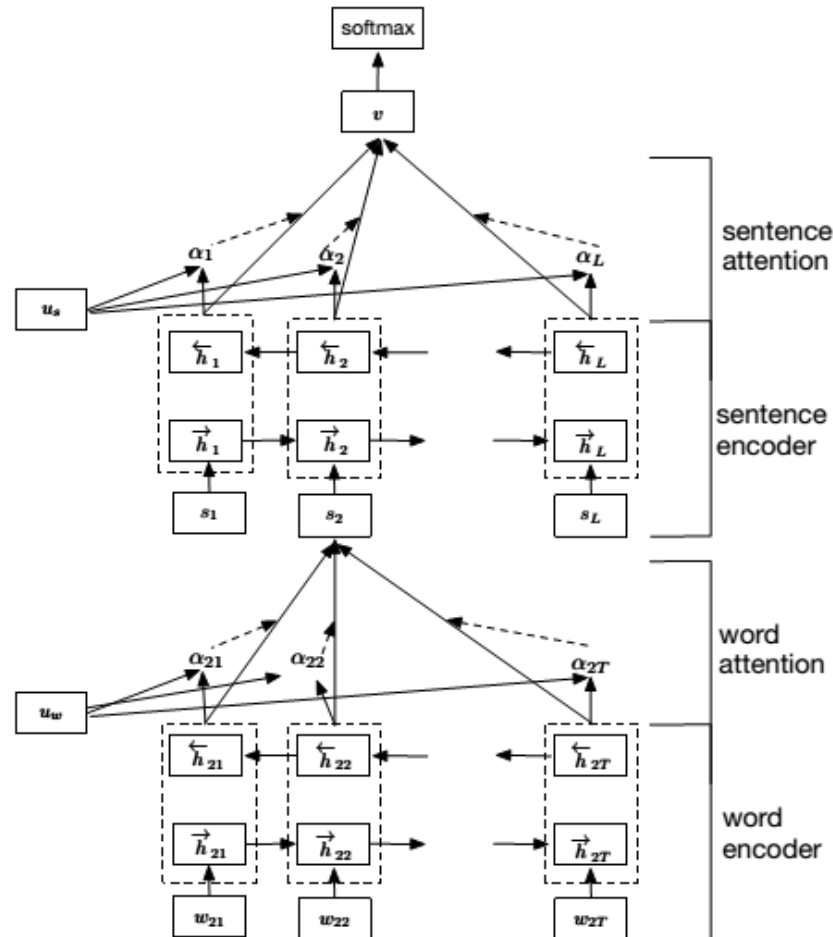 softmax
v
α1 α2 αL
sentence
attention
us
←h1 ←h2 ←hL
sentence
encoder
→h1 →h2 →hL
s1 s2 sL
α21 α22 α2T
word
attention
uw
←h21 ←h22 ←h2T
word
encoder
→h21 →h22 →h2T
w21 w22 w2T